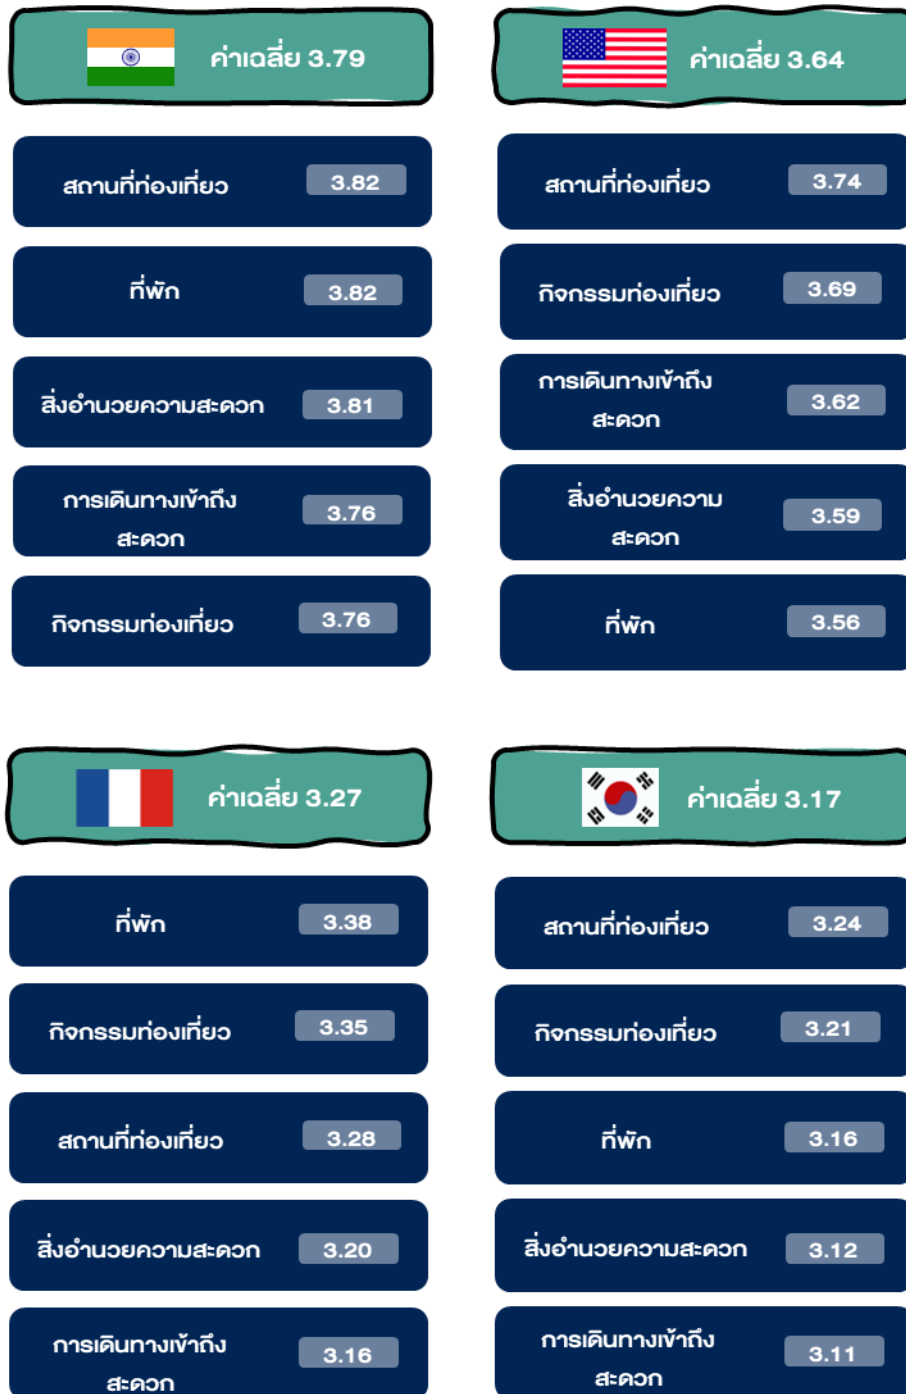 ค่าเฉลี่ย 3.79
สถานที่ท่องเที่ยว 3.82
ที่พัก 3.82
สิ่งอำนวยความสะดวก 3.81
การเดินทางเข้าถึง
สะดวก 3.76
กิจกรรมท่องเที่ยว 3.76
ค่าเฉลี่ย 3.64
สถานที่ท่องเที่ยว 3.74
กิจกรรมท่องเที่ยว 3.69
การเดินทางเข้าถึง
สะดวก 3.62
สิ่งอำนวยความ
สะดวก 3.59
ที่พัก 3.56
ค่าเฉลี่ย 3.27
ที่พัก 3.38
กิจกรรมท่องเที่ยว 3.35
สถานที่ท่องเที่ยว 3.28
สิ่งอำนวยความสะดวก 3.20
การเดินทางเข้าถึง
สะดวก 3.16
ค่าเฉลี่ย 3.17
สถานที่ท่องเที่ยว 3.24
กิจกรรมท่องเที่ยว 3.21
ที่พัก 3.16
สิ่งอำนวยความสะดวก 3.12
การเดินทางเข้าถึง
สะดวก 3.11